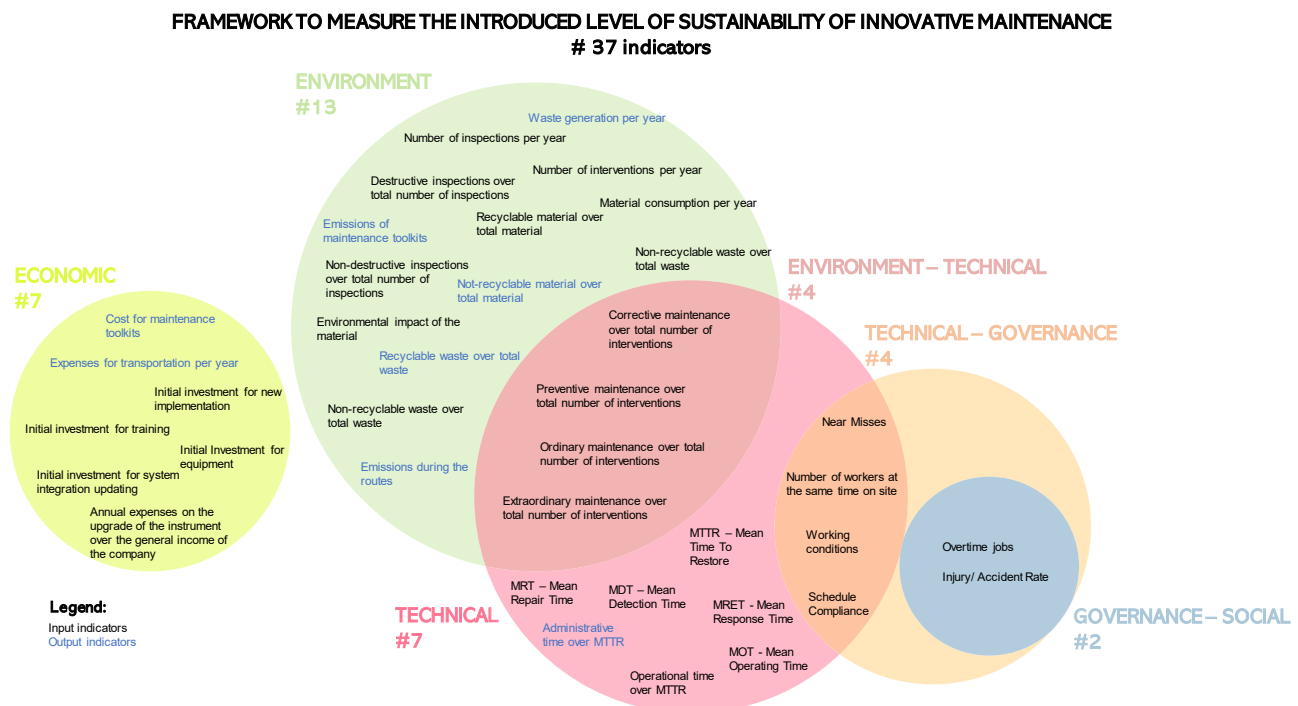 FRAMEWORK TO MEASURE THE INTRODUCED LEVEL OF SUSTAINABILITY OF INNOVATIVE MAINTENANCE
# 37 indicators
ENVIRONMENT
#13
Waste generation per year
Number of inspections per year
Number of interventions per year
Destructive inspections over
total number of inspections
Material consumption per year
Recyclable material over
total material
Emissions of
maintenance toolkits
Non-recyclable waste over
total waste
Non-destructive inspections
over total number of
inspections
Not-recyclable material over
total material
Environmental impact of the
material
Recyclable waste over total
waste
Non-recyclable waste over
total waste
Emissions during the
routes
ECONOMIC
#7
Cost for maintenance
toolkits
Expenses for transportation per year
Initial investment for new
implementation
Initial investment for training
Initial Investment for
equipment
Initial investment for system
integration updating
Annual expenses on the
upgrade of the instrument
over the general income of
the company
ENVIRONMENT – TECHNICAL
#4
Corrective maintenance
over total number of
interventions
Preventive maintenance over
total number of interventions
Ordinary maintenance over total
number of interventions
Extraordinary maintenance over
total number of interventions
TECHNICAL – GOVERNANCE
#4
Near Misses
Number of workers at
the same time on site
Working
conditions
Schedule
Compliance
TECHNICAL
#7
MTTR – Mean
Time To
Restore
MRT – Mean
Repair Time
MDT – Mean
Detection Time
MRET - Mean
Response Time
Administrative
time over MTTR
MOT - Mean
Operating Time
Operational time
over MTTR
GOVERNANCE – SOCIAL
#2
Overtime jobs
Injury/ Accident Rate
Legend:
Input indicators
Output indicators